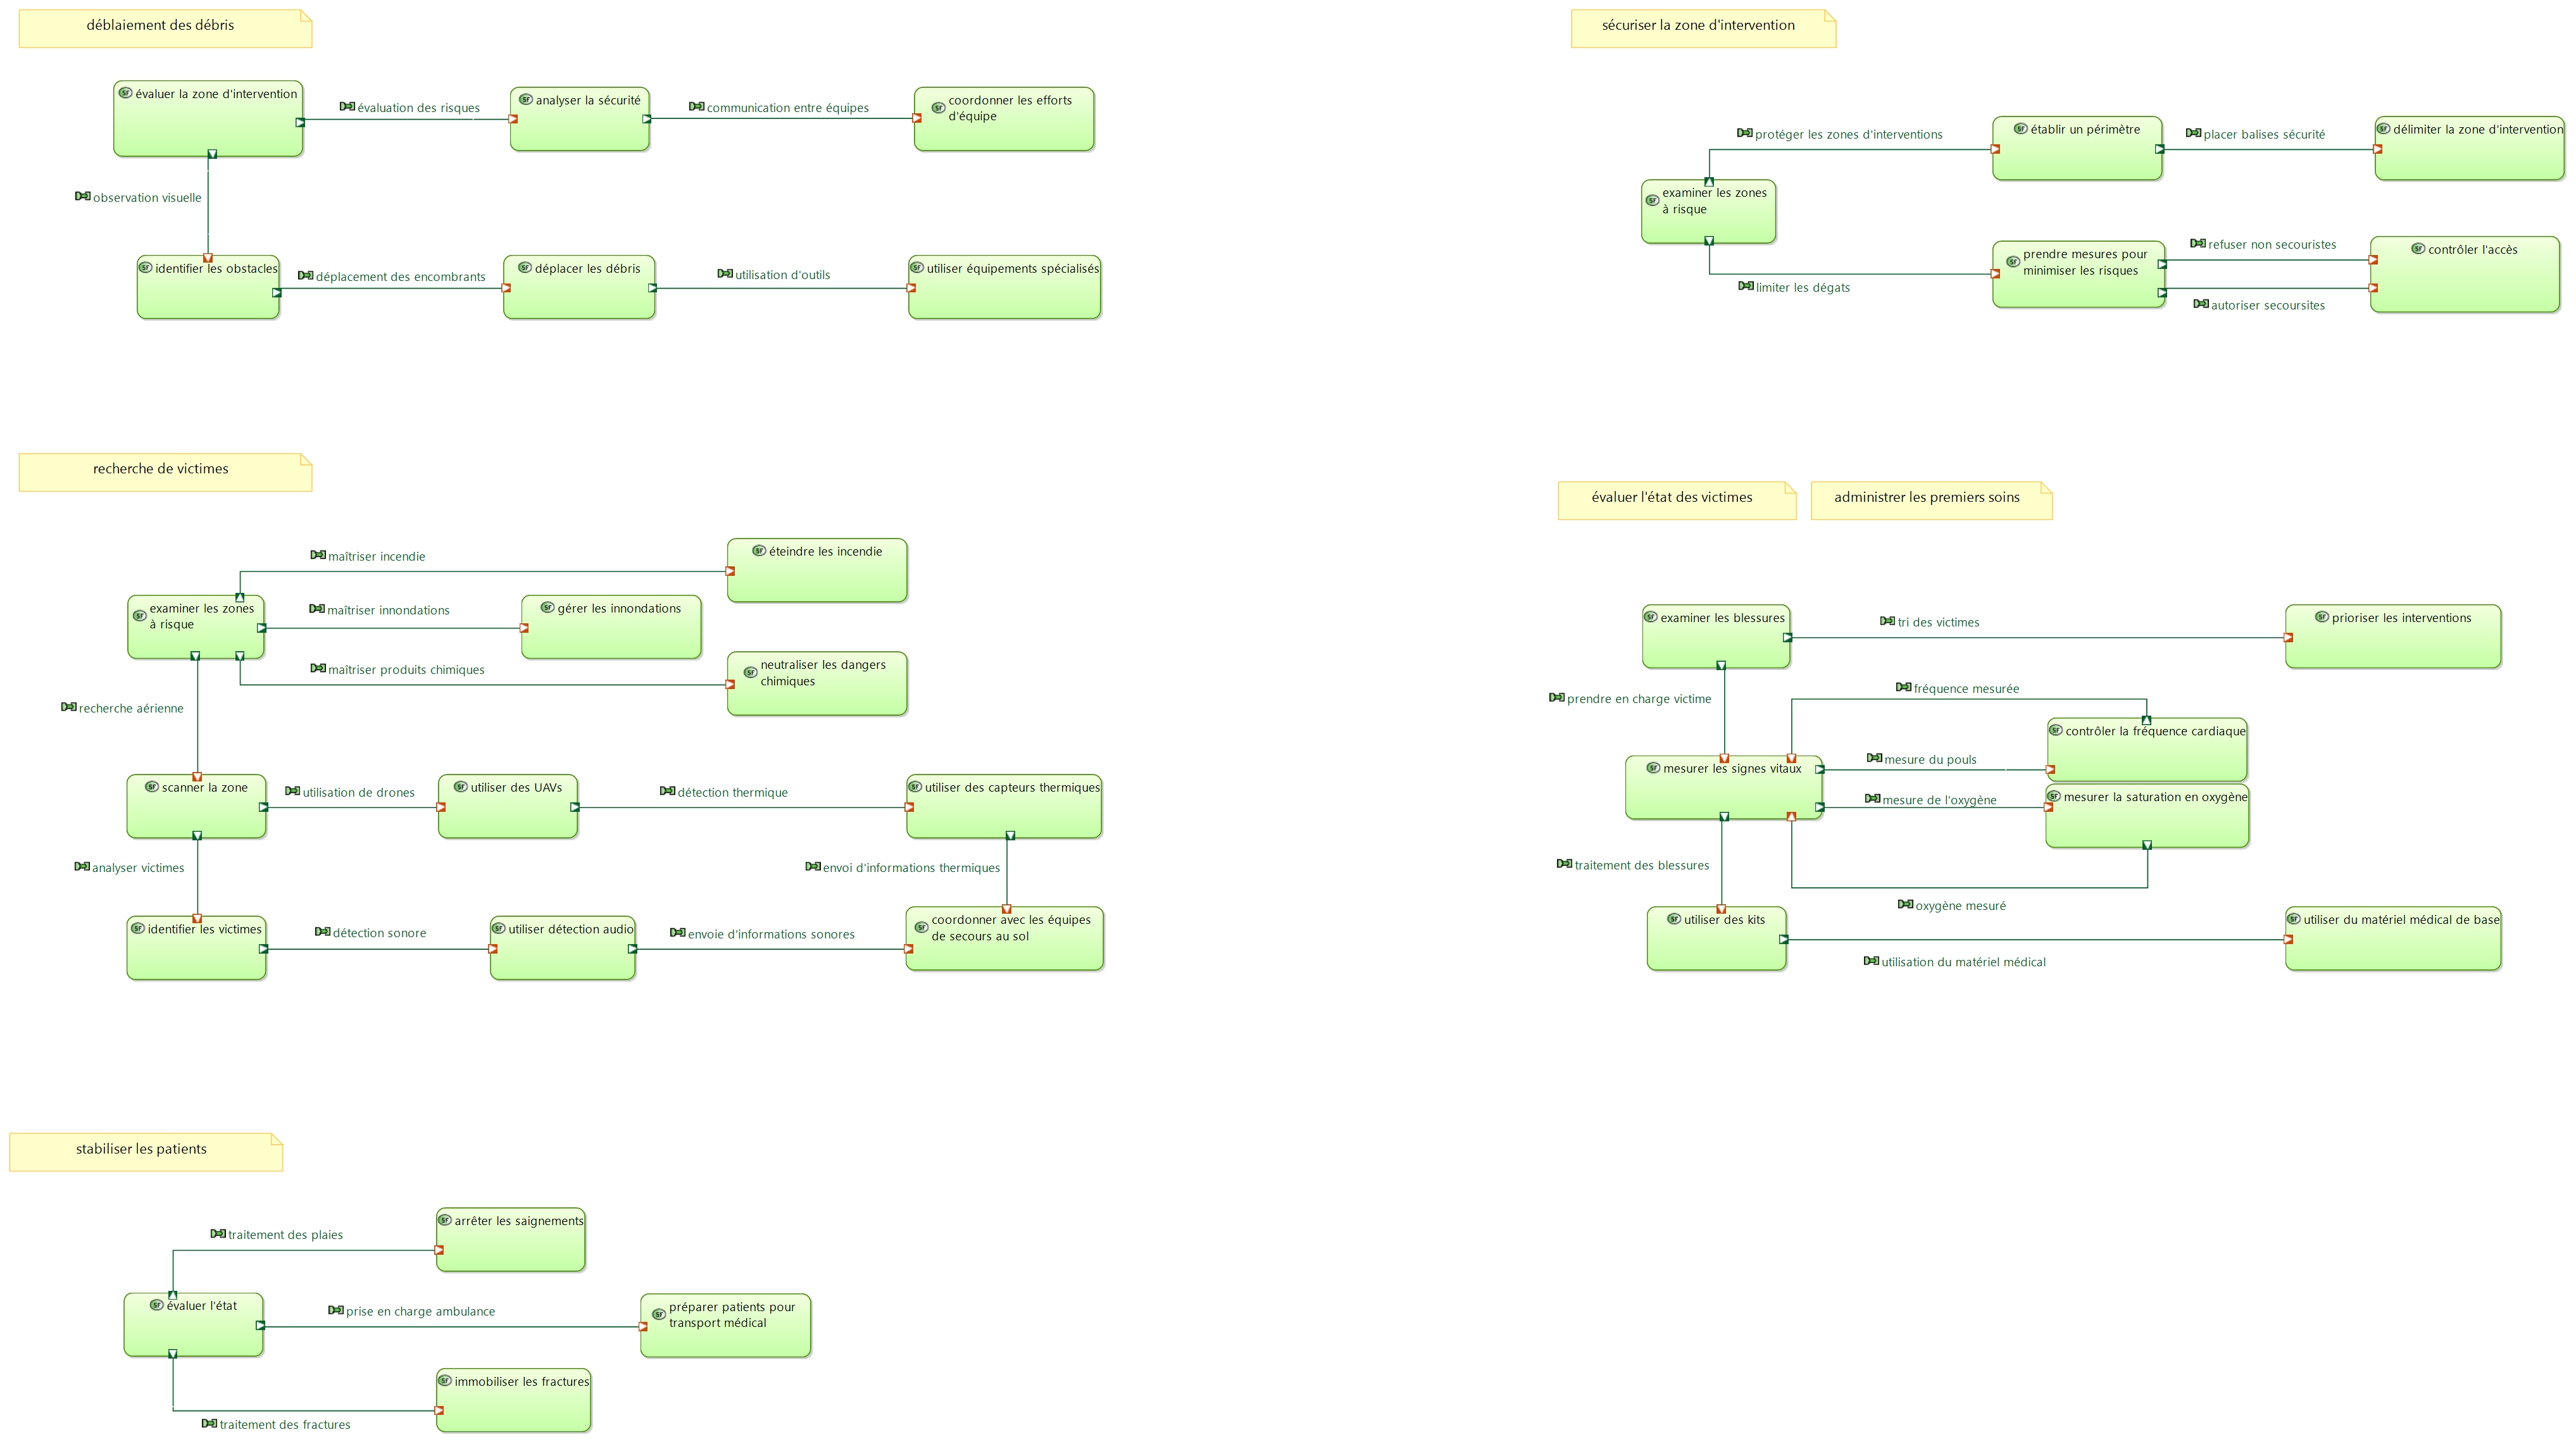 déblaiement des débris
évaluer la zone d'intervention
évaluation des risques
analyser la sécurité
communication entre équipes
coordonner les efforts
d'équipe
observation visuelle
identifier les obstacles
déplacement des encombrants
déplacer les débris
utilisation d'outils
utiliser équipements spécialisés
sécuriser la zone d'intervention
protéger les zones d'interventions
établir un périmètre
placer balises sécurité
délimiter la zone d'intervention
examiner les zones
à risque
limiter les dégats
prendre mesures pour
minimiser les risques
refuser non secouristes
autoriser secoursites
contrôler l'accès
recherche de victimes
maîtriser incendie
éteindre les incendie
examiner les zones
à risque
maîtriser innondations
gérer les innondations
maîtriser produits chimiques
neutraliser les dangers
chimiques
recherche aérienne
scanner la zone
utilisation de drones
utiliser des UAVs
détection thermique
utiliser des capteurs thermiques
analyser victimes
envoi d'informations thermiques
identifier les victimes
détection sonore
utiliser détection audio
envoie d'informations sonores
coordonner avec les équipes
de secours au sol
évaluer l'état des victimes
administrer les premiers soins
examiner les blessures
tri des victimes
prioriser les interventions
prendre en charge victime
fréquence mesurée
contrôler la fréquence cardiaque
mesurer les signes vitaux
mesure du pouls
mesure de l'oxygène
mesurer la saturation en oxygène
traitement des blessures
oxygène mesuré
utiliser des kits
utilisation du matériel médical
utiliser du matériel médical de base
stabiliser les patients
traitement des plaies
arrêter les saignements
évaluer l'état
prise en charge ambulance
préparer patients pour
transport médical
traitement des fractures
immobiliser les fractures